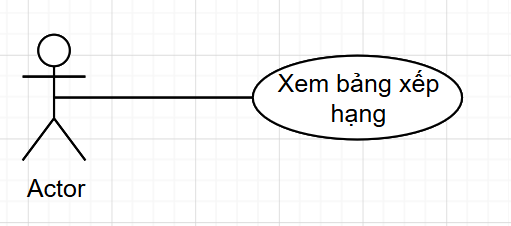 Xem bảng xếp
hạng
Actor